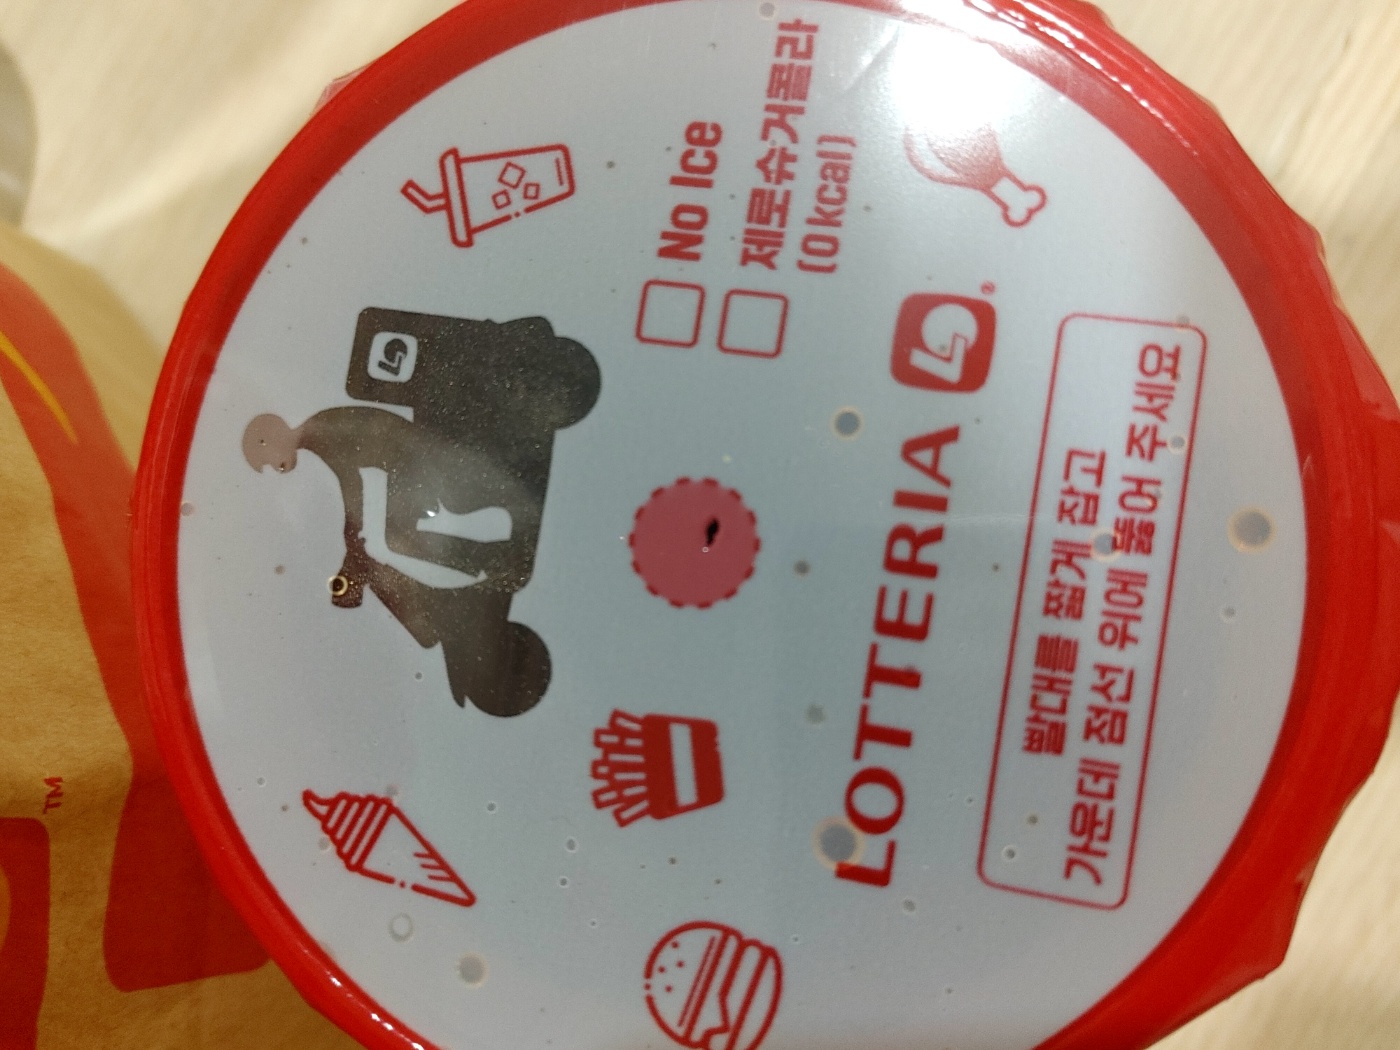 No Ice
제로슈거콜라
(0 kcal)
LOTTERIA
®
빨대를 짧게 잡고
가운데 점선 위에 뚫어 주세요
TM